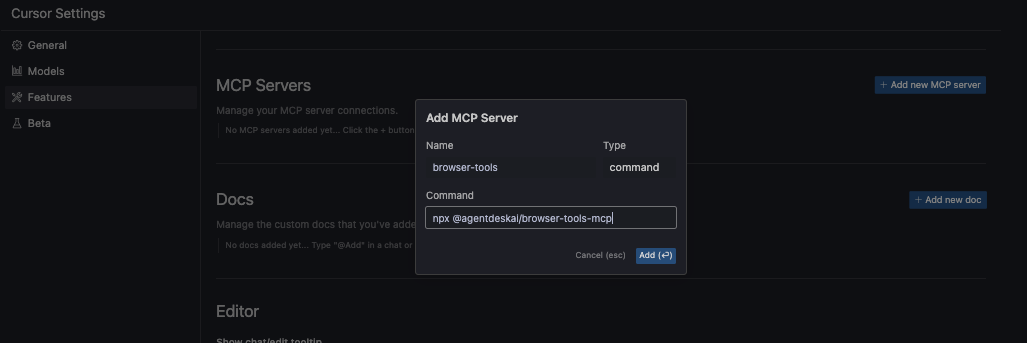 Cursor Settings
General
Models
Features
Beta
MCP Servers
+ Add new MCP server
Manage your MCP server connections.
No MCP servers added yet... Click the + button
Add MCP Server
Name
Type
browser-tools
command
Command
npx @agentdeskai/browser-tools-mcp
Cancel (esc)
Add (⏎)
Docs
+ Add new doc
Manage the custom docs that you've adde
No docs added yet... Type "@Add" in a chat or
Editor
Show chat/edit tooltip